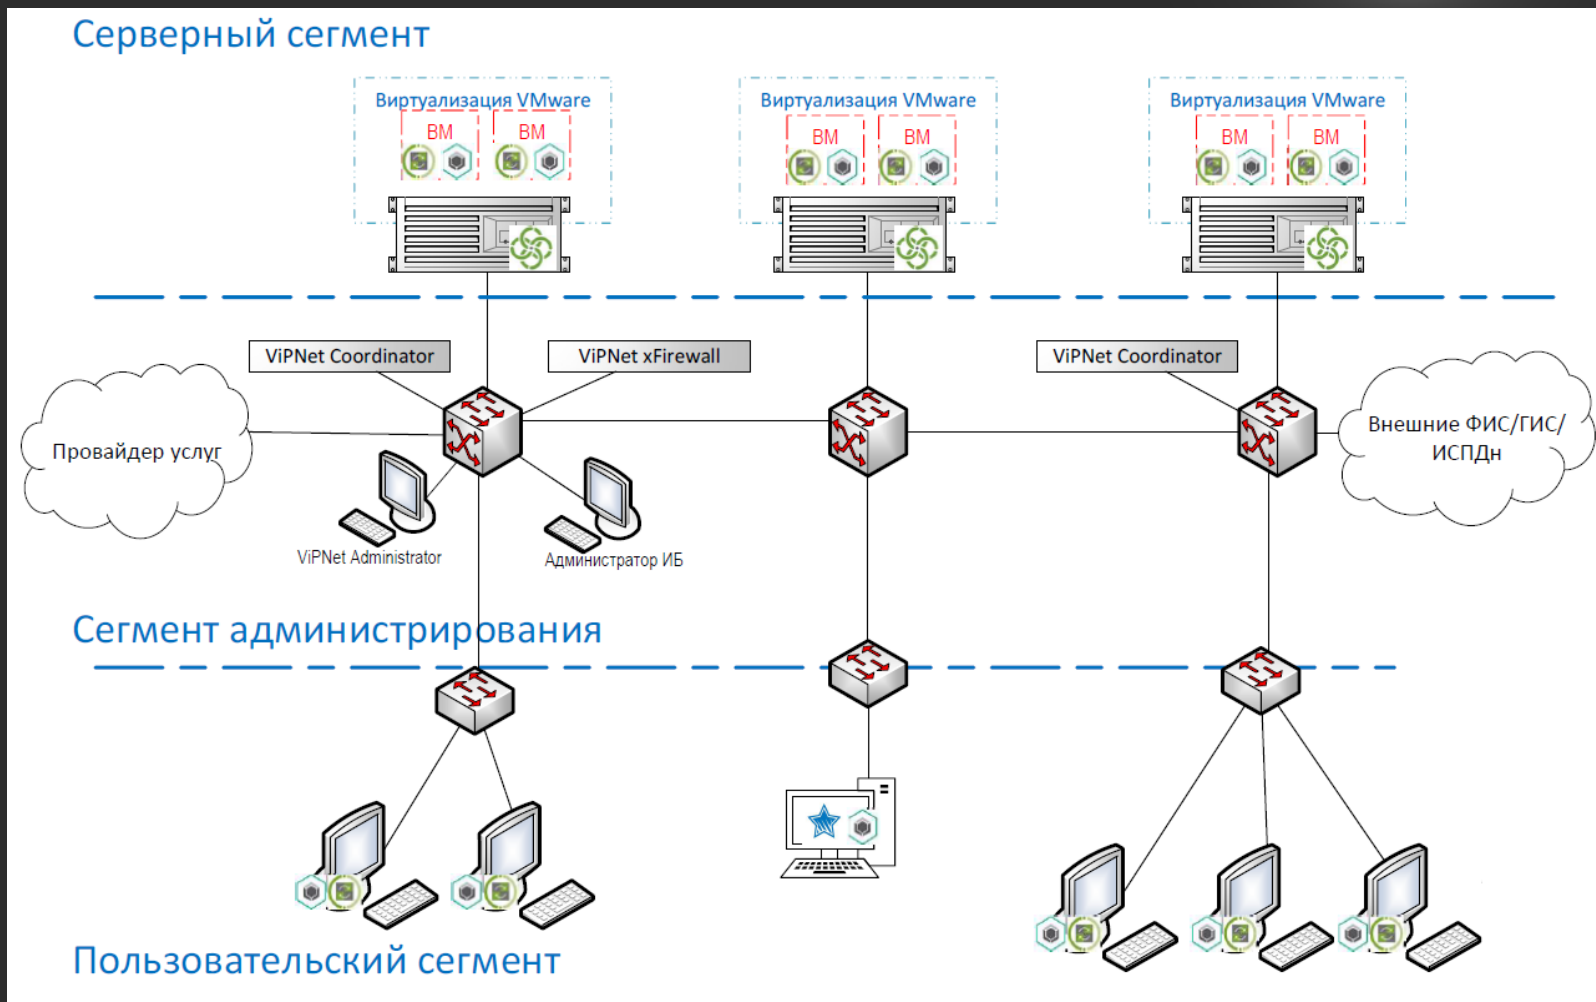 Серверный сегмент
Виртуализация VMware
Виртуализация VMware
Виртуализация VMware
ВМ
ВМ
ВМ
ВМ
ВМ
ВМ
ViPNet Coordinator
ViPNet xFirewall
ViPNet Coordinator
Провайдер услуг
Внешние ФИС/ГИС/
ИСПДн
ViPNet Administrator
Администратор ИБ
Сегмент администрирования
Пользовательский сегмент